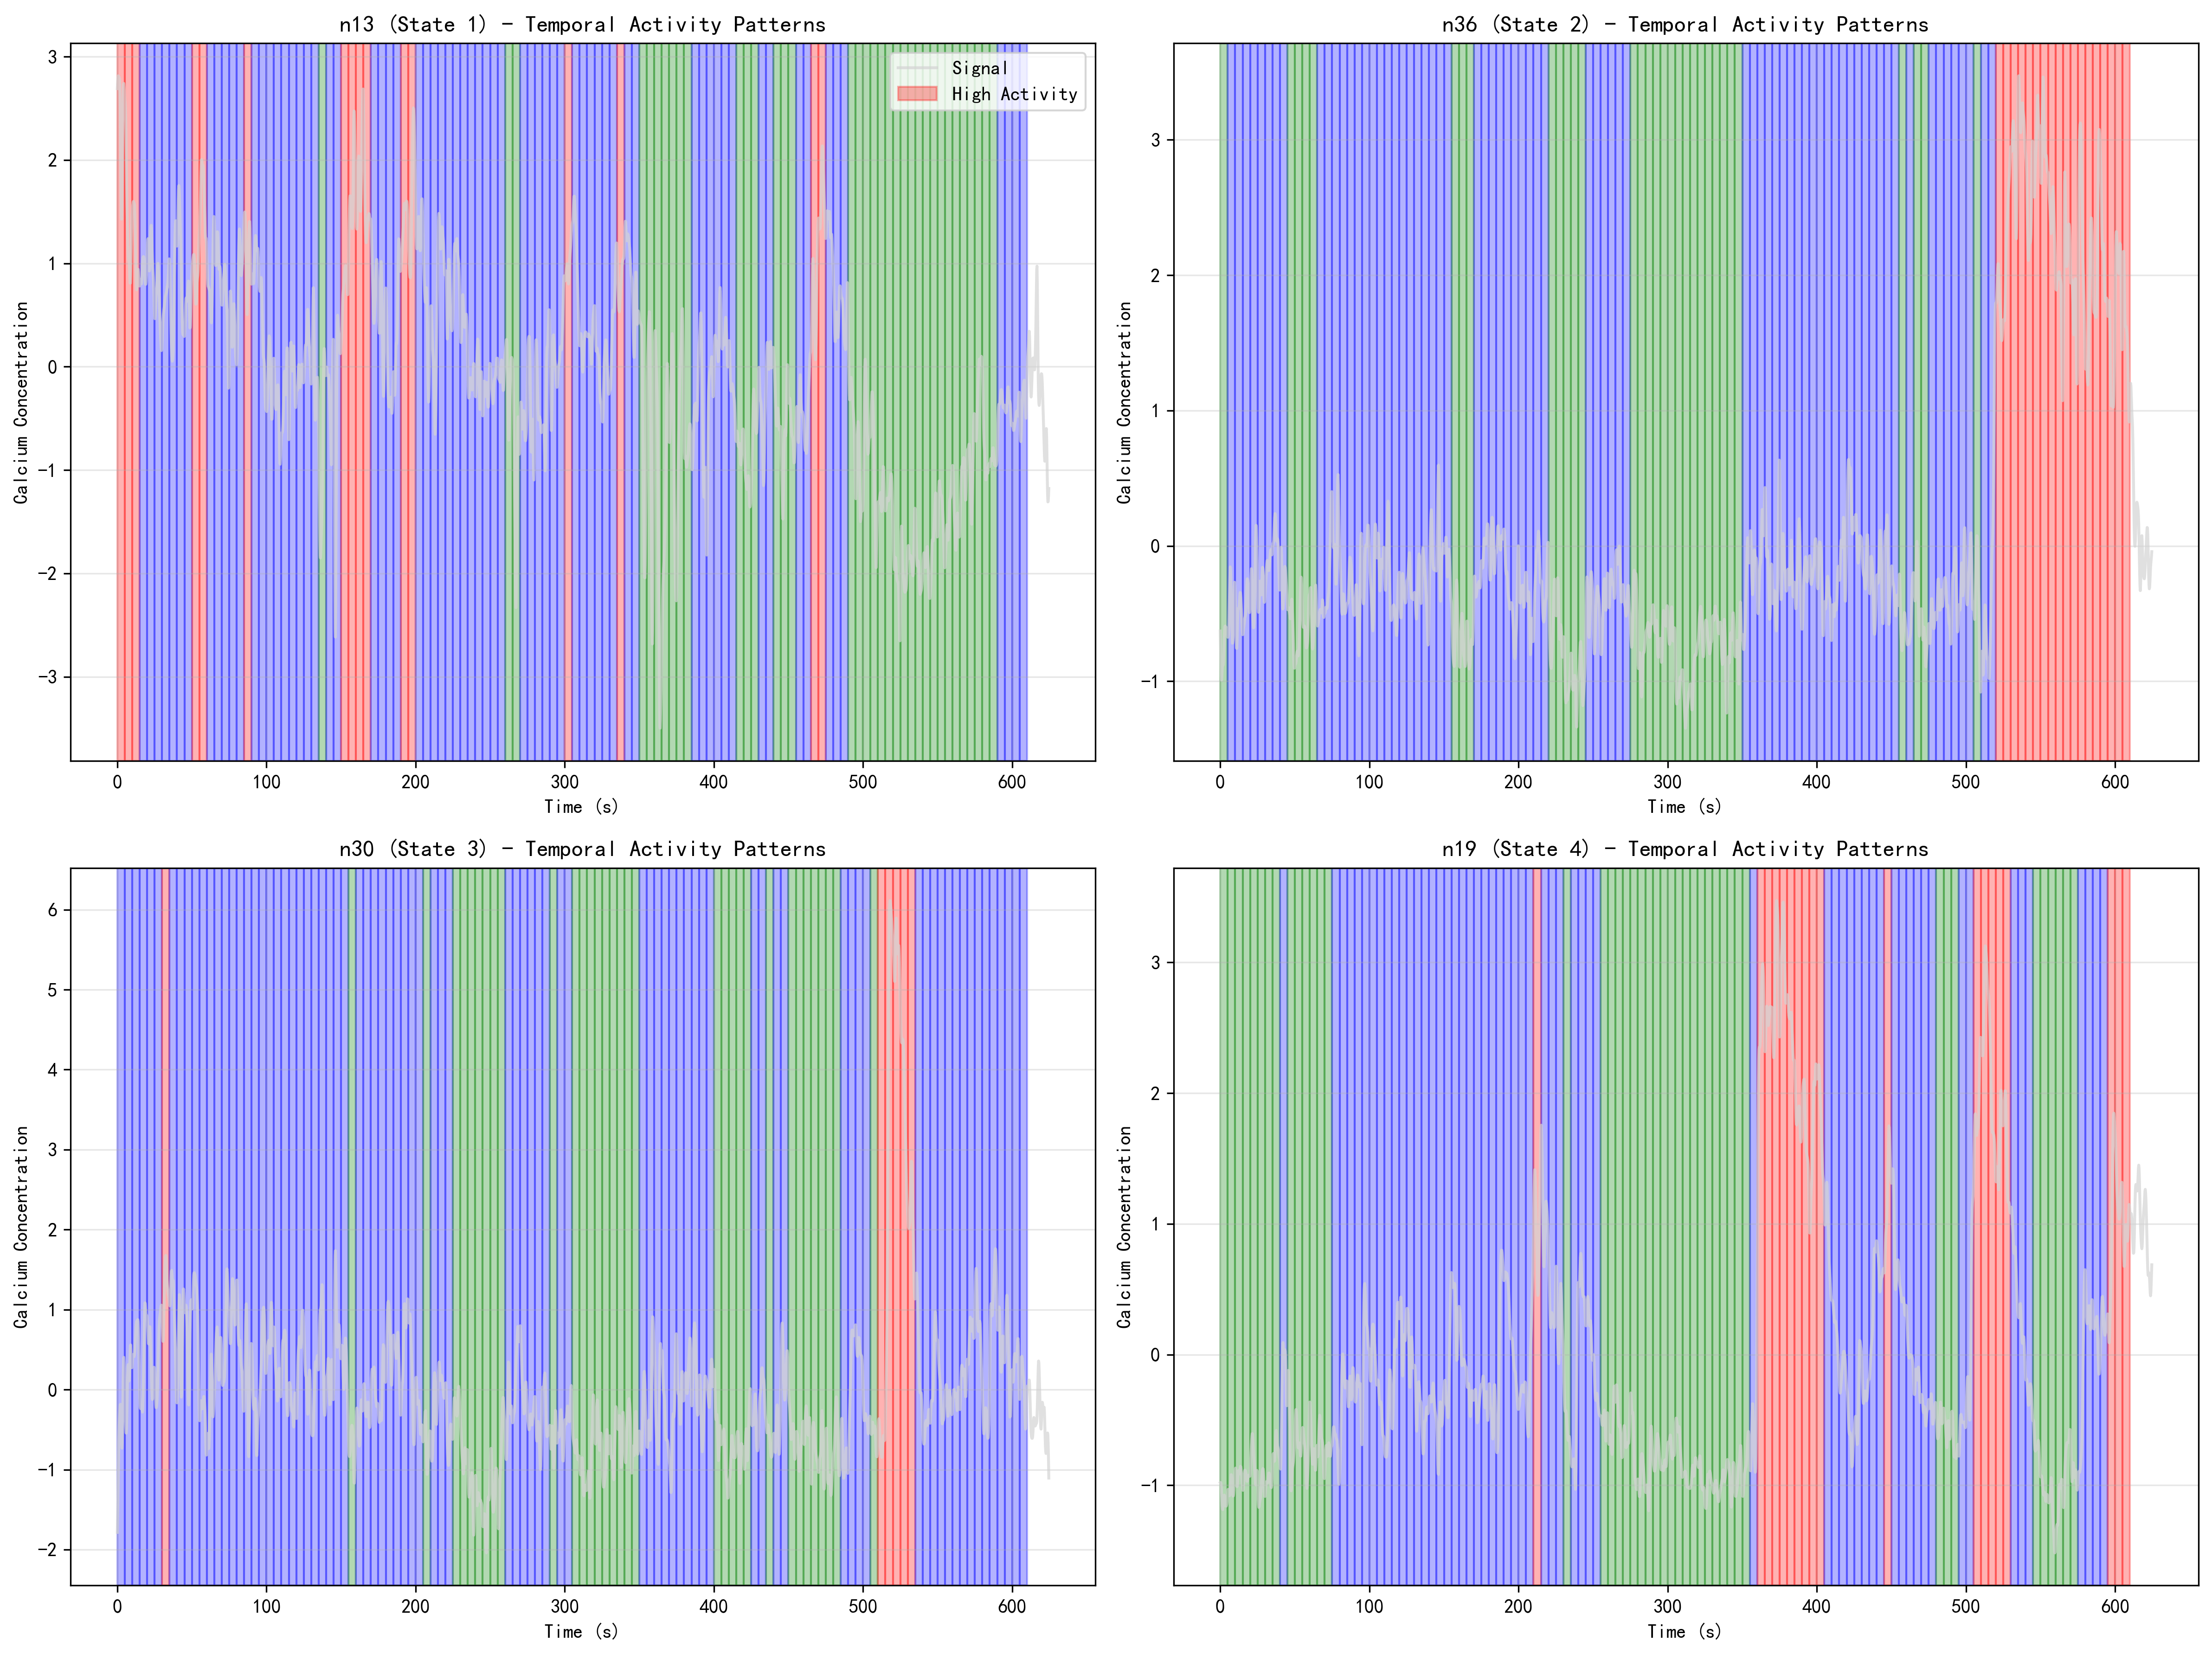 n13 (State 1) - Temporal Activity Patterns
3
2
1
0
−1
−2
−3
Calcium Concentration
Signal
High Activity
0 100 200 300 400 500 600
Time (s)
n36 (State 2) - Temporal Activity Patterns
3
2
1
0
−1
Calcium Concentration
0 100 200 300 400 500 600
Time (s)
n30 (State 3) - Temporal Activity Patterns
6
5
4
3
2
1
0
−1
−2
Calcium Concentration
0 100 200 300 400 500 600
Time (s)
n19 (State 4) - Temporal Activity Patterns
3
2
1
0
−1
Calcium Concentration
0 100 200 300 400 500 600
Time (s)